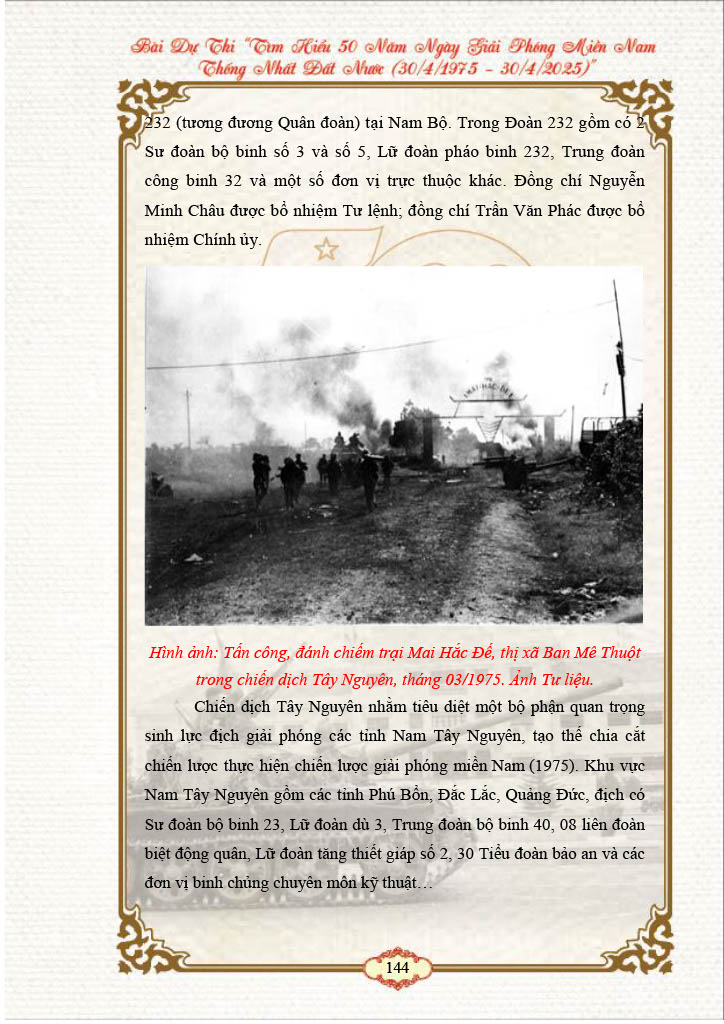 Bài Dự Thi “Tìm Hiểu 50 Năm Ngày Giải Phóng Miền Nam
Thống Nhất Đất Nước (30/4/1975 – 30/4/2025)”
232 (tương đương Quân đoàn) tại Nam Bộ. Trong Đoàn 232 gồm có 2
Sư đoàn bộ binh số 3 và số 5, Lữ đoàn pháo binh 232, Trung đoàn
công binh 32 và một số đơn vị trực thuộc khác. Đồng chí Nguyễn
Minh Châu được bổ nhiệm Tư lệnh; đồng chí Trần Văn Phác được bổ
nhiệm Chính ủy.
MAI-HẮC-ĐẾ
Hình ảnh: Tấn công, đánh chiếm trại Mai Hắc Đế, thị xã Ban Mê Thuột
trong chiến dịch Tây Nguyên, tháng 03/1975. Ảnh Tư liệu.
Chiến dịch Tây Nguyên nhằm tiêu diệt một bộ phận quan trọng
sinh lực địch giải phóng các tỉnh Nam Tây Nguyên, tạo thế chia cắt
chiến lược thực hiện chiến lược giải phóng miền Nam (1975). Khu vực
Nam Tây Nguyên gồm các tỉnh Phú Bổn, Đắc Lắc, Quảng Đức, địch có
Sư đoàn bộ binh 23, Lữ đoàn dù 3, Trung đoàn bộ binh 40, 08 liên đoàn
biệt động quân, Lữ đoàn tăng thiết giáp số 2, 30 Tiểu đoàn bảo an và các
đơn vị binh chủng chuyên môn kỹ thuật…
144